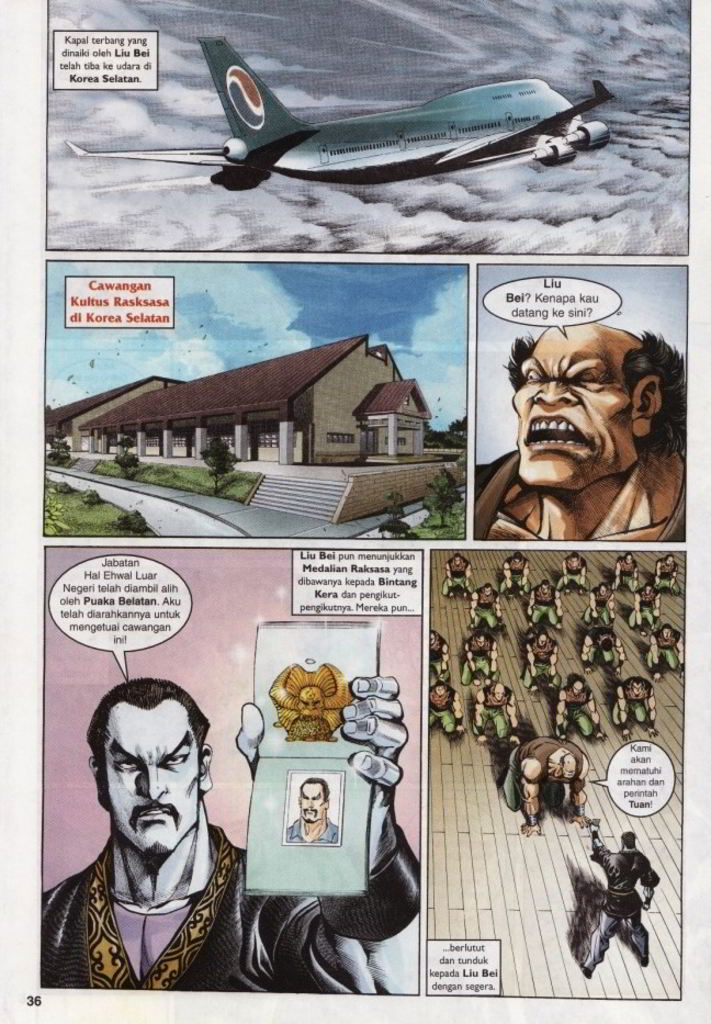 Kapal terbang yang
dinaiki oleh Liu Bei
telah tiba ke udara di
Korea Selatan.
Cawangan
Kultus Rasksasa
di Korea Selatan
Liu
Bei? Kenapa kau
datang ke sini?
Jabatan
Hal Ehwal Luar
Negeri telah diambil alih
oleh Puaka Belatan. Aku
telah diarahkannya untuk
mengetuai cawangan
ini!
Liu Bei pun menunjukkan
Medalian Raksasa yang
dibawanya kepada Bintang
Kera dan pengikut-
pengikutnya. Mereka pun...
Kami
akan
mematuhi
arahan dan
perintah
Tuan!
...berlutut
dan tunduk
kepada Liu Bei
dengan segera.
36